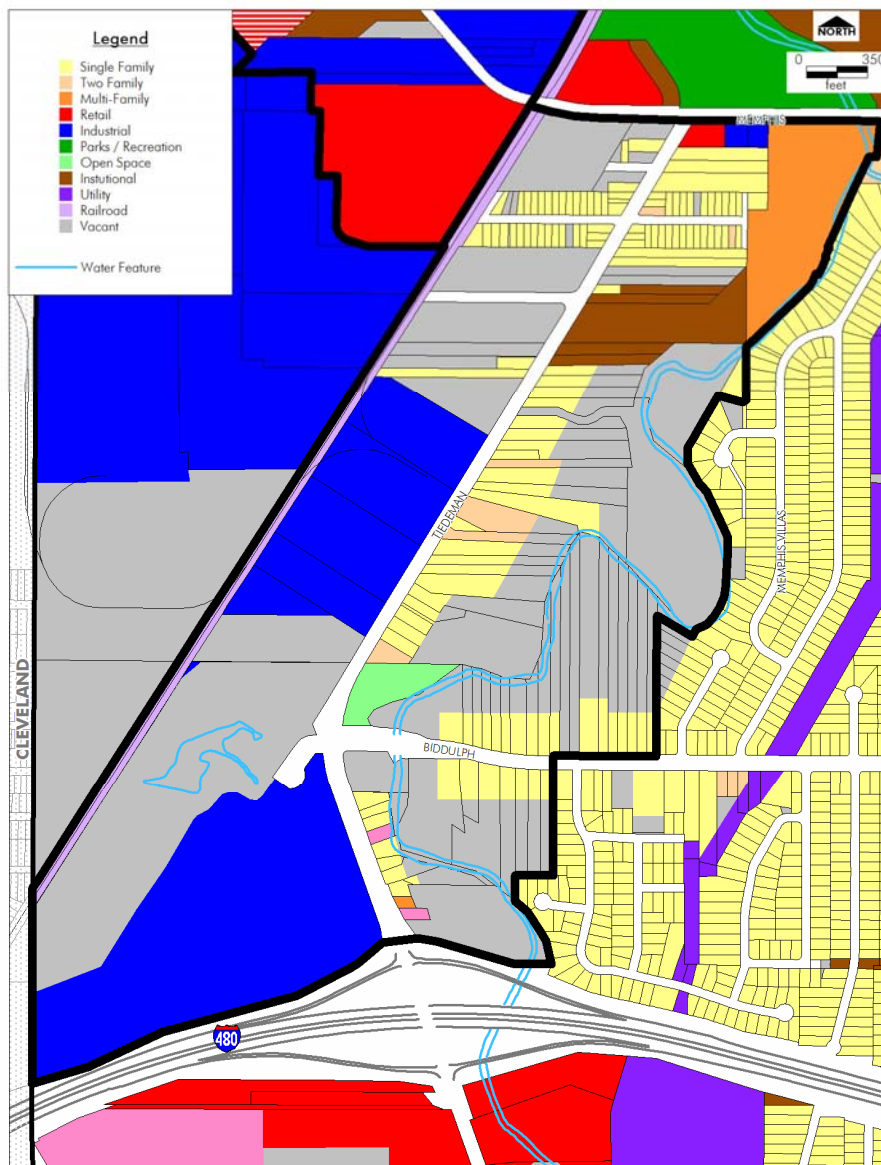 Legend
Single Family
Two Family
Multi-Family
Retail
Industrial
Parks / Recreation
Open Space
Instutional
Utility
Railroad
Vacant
Water Feature
NORTH
0 350
feet
MEMPHIS
TIEDEMAN
MEMPHIS VILLAS
CLEVELAND
BIDDULPH
480